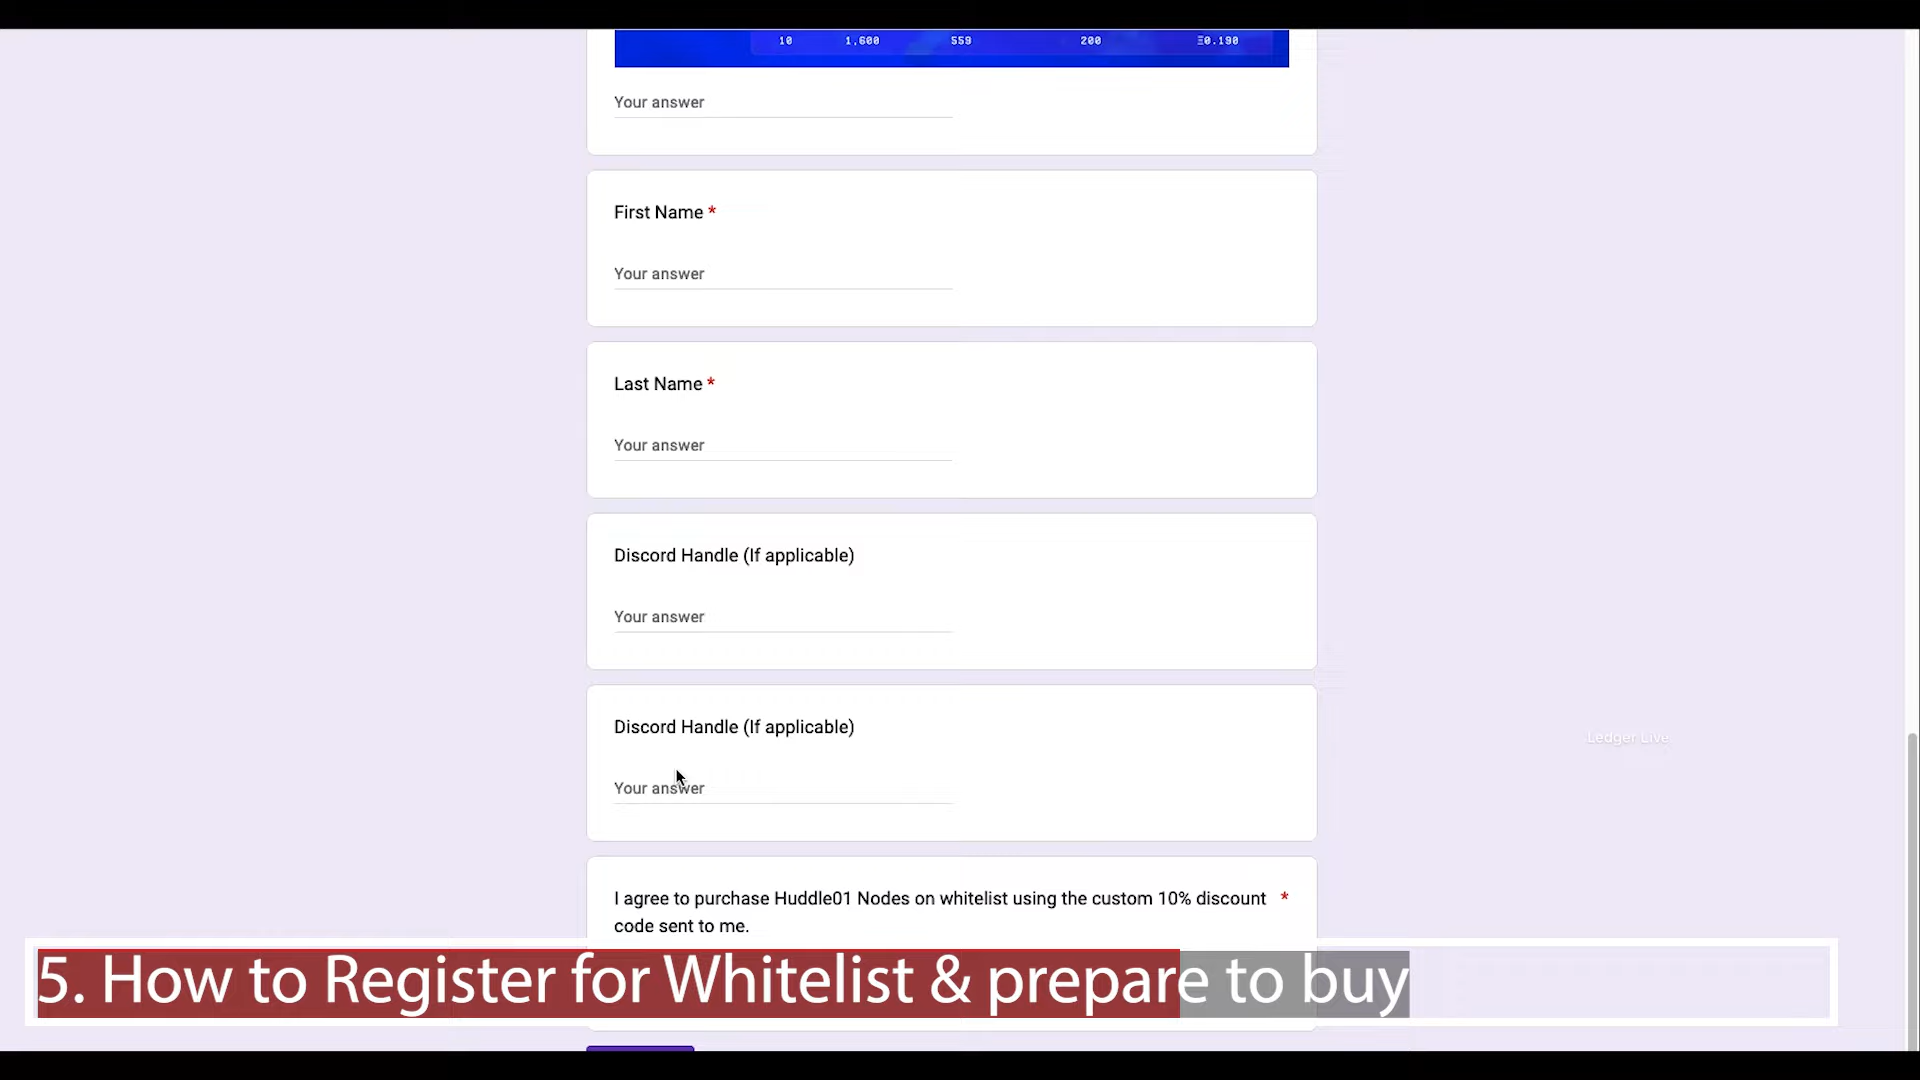 10 1,600 559 200 Ξ0.190
Your answer
First Name *
Your answer
Last Name *
Your answer
Discord Handle (If applicable)
Your answer
Discord Handle (If applicable)
Your answer
Ledger Live
I agree to purchase Huddle01 Nodes on whitelist using the custom 10% discount *
code sent to me.
5. How to Register for Whitelist & prepare to buy